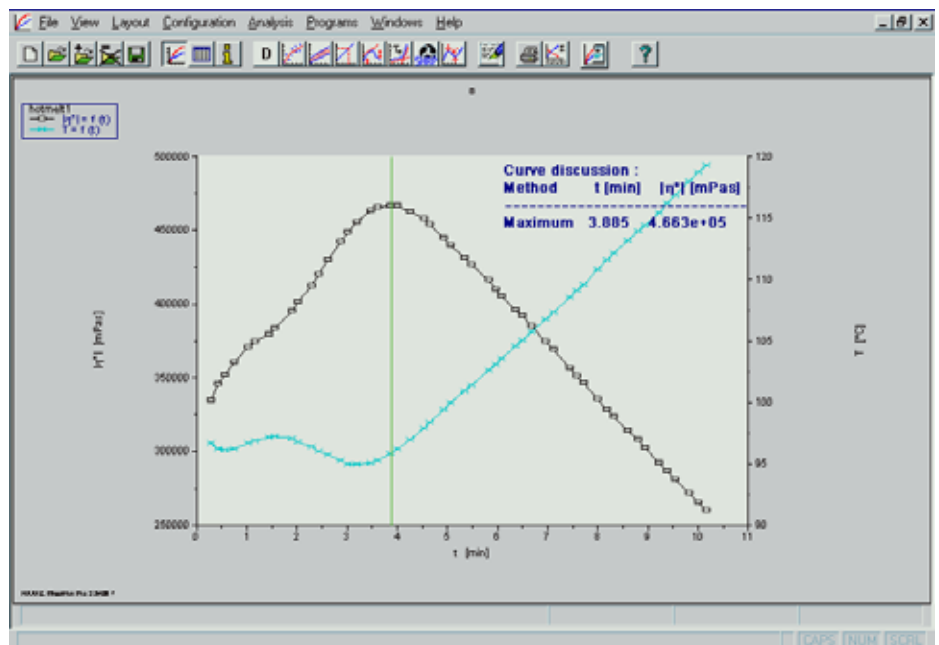 File View Layout Configuration Analysis Programs Windows Help
D
8
hotmelt1
|η*| = f (t)
T = f (t)
Curve discussion :
Method t [min] |η*| [mPas]
Maximum 3.885 4.663e+05
500000
450000
400000
350000
300000
250000
|η*| [mPas]
120
115
110
105
100
95
90
T [°C]
0 1 2 3 4 5 6 7 8 9 10 11
t [min]
CAPS NUM SCRL